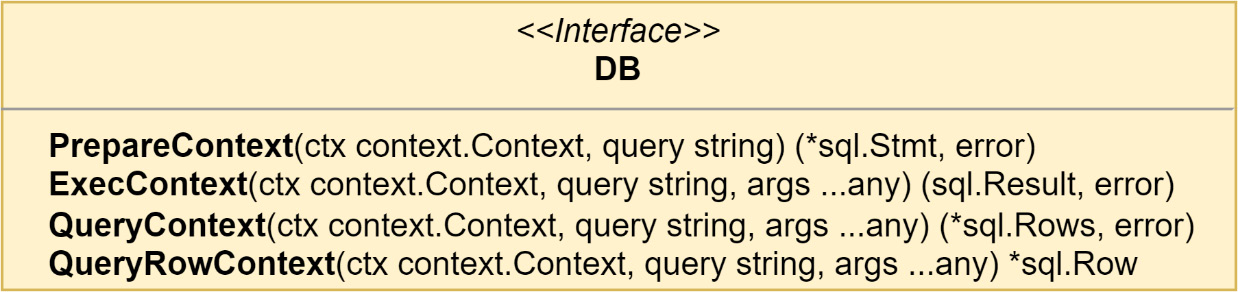 <<Interface>>
DB
PrepareContext(ctx context.Context, query string) (*sql.Stmt, error)
ExecContext(ctx context.Context, query string, args ...any) (sql.Result, error)
QueryContext(ctx context.Context, query string, args ...any) (*sql.Rows, error)
QueryRowContext(ctx context.Context, query string, args ...any) *sql.Row